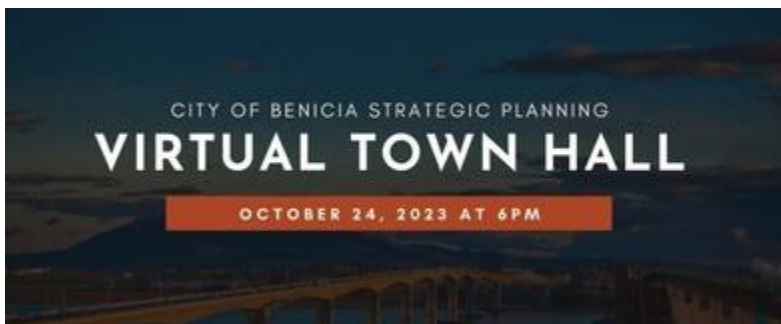 CITY OF BENICIA STRATEGIC PLANNING
VIRTUAL TOWN HALL
OCTOBER 24, 2023 AT 6PM